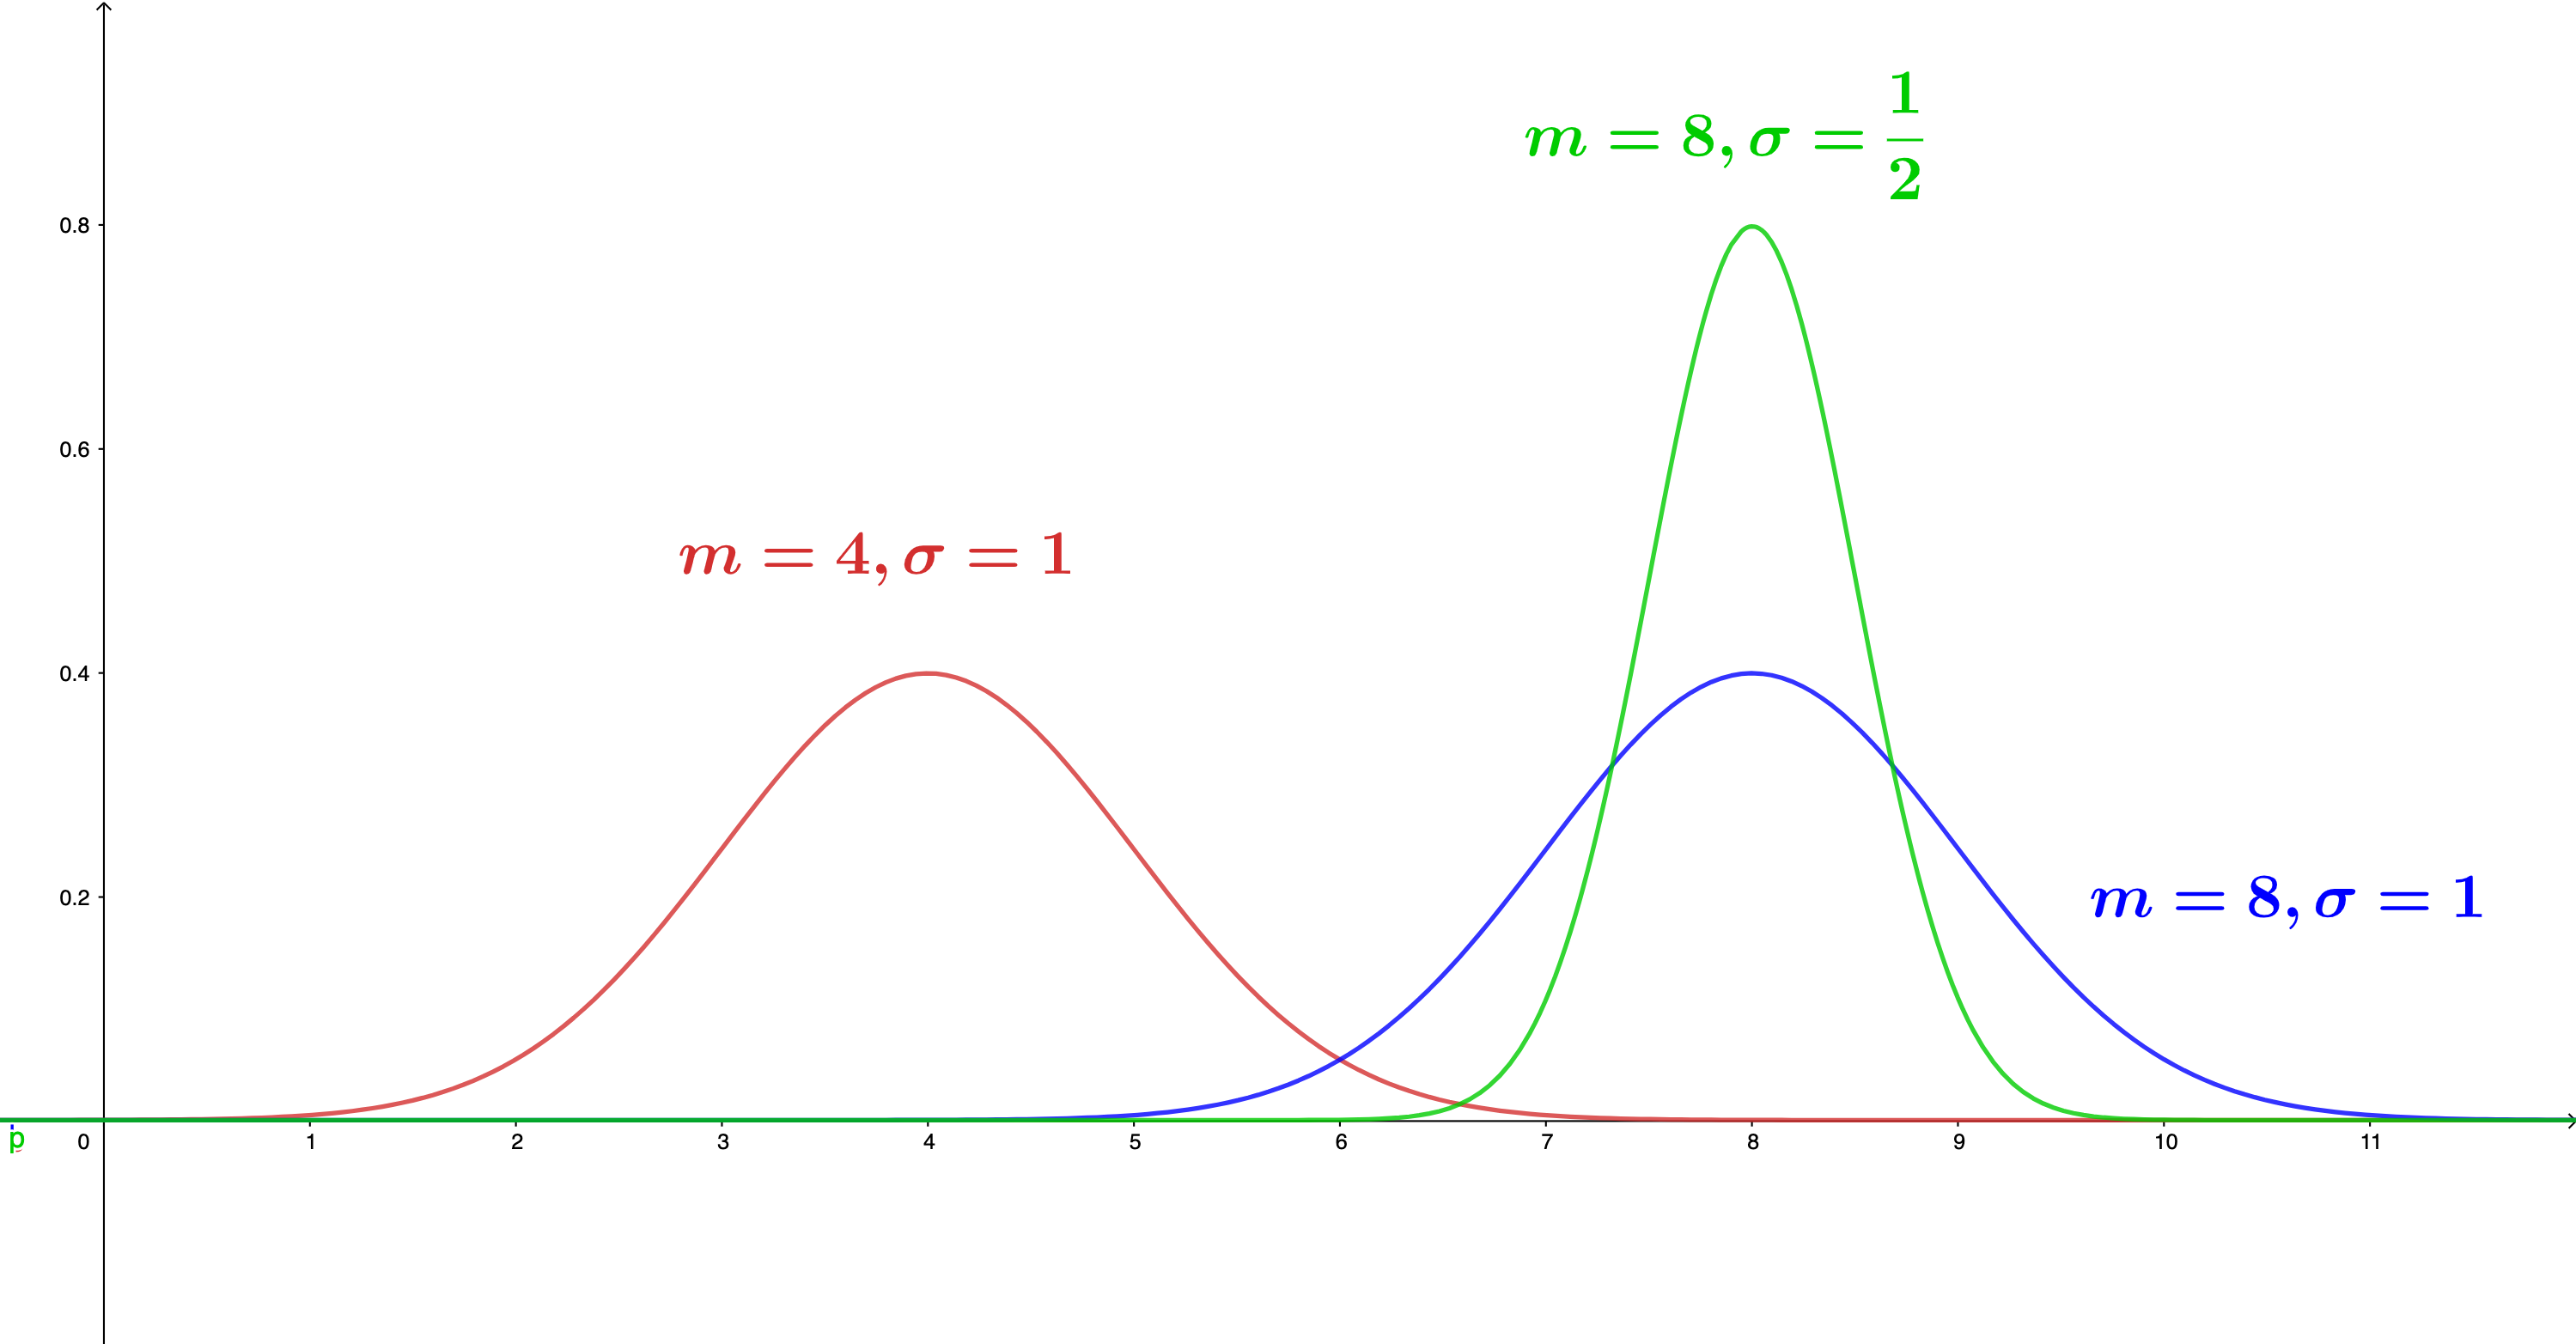 m = 8, σ = 1/2
0.8
0.6
m = 4, σ = 1
0.4
0.2
m = 8, σ = 1
p
0 1 2 3 4 5 6 7 8 9 10 11